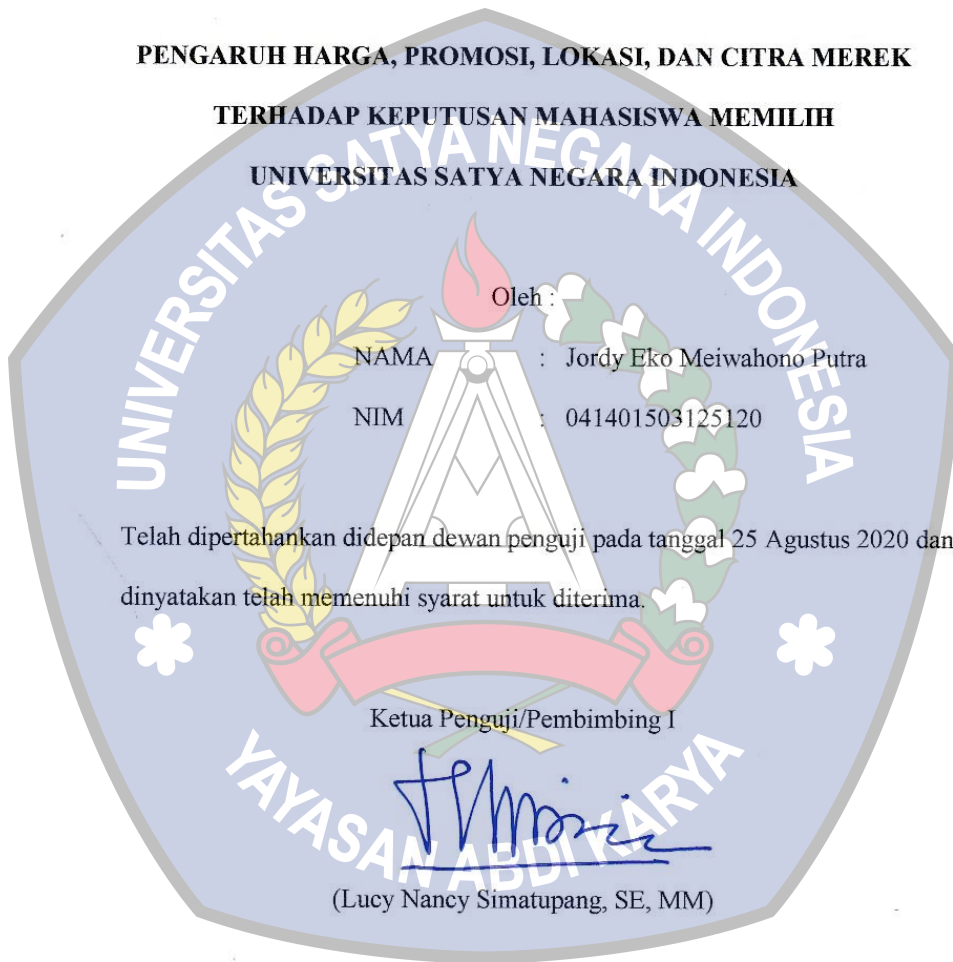 PENGARUH HARGA, PROMOSI, LOKASI, DAN CITRA MEREK
TERHADAP KEPUTUSAN MAHASISWA MEMILIH
UNIVERSITAS SATYA NEGARA INDONESIA
UNIVERSITAS SATYA NEGARA INDONESIA
Oleh :
NAMA : Jordy Eko Meiwahono Putra
NIM : 041401503125120
Telah dipertahankan didepan dewan penguji pada tanggal 25 Agustus 2020 dan
dinyatakan telah memenuhi syarat untuk diterima.
Ketua Penguji/Pembimbing I
YAYASAN ABDI KARYA
(Lucy Nancy Simatupang, SE, MM)